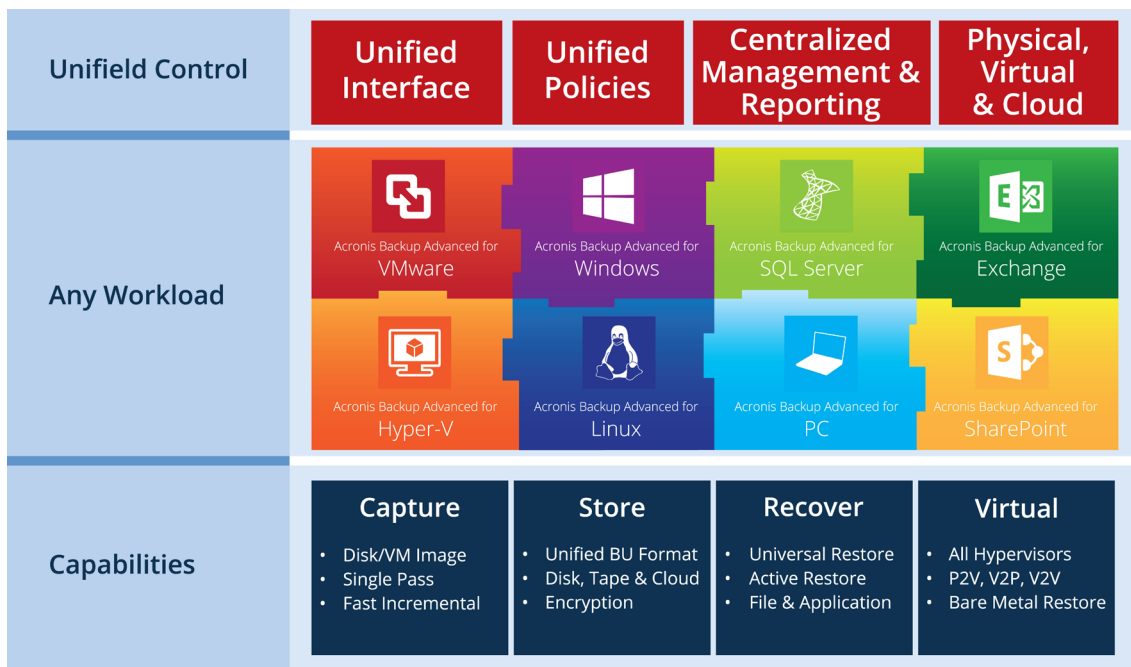 Unifield Control
Unified
Interface
Unified
Policies
Centralized
Management &
Reporting
Physical,
Virtual
& Cloud
Any Workload
Acronis Backup Advanced for
VMware
Acronis Backup Advanced for
Windows
Acronis Backup Advanced for
SQL Server
E
Acronis Backup Advanced for
Exchange
Acronis Backup Advanced for
Hyper-V
Acronis Backup Advanced for
Linux
Acronis Backup Advanced for
PC
S
Acronis Backup Advanced for
SharePoint
Capabilities
Capture
• Disk/VM Image
• Single Pass
• Fast Incremental
Store
• Unified BU Format
• Disk, Tape & Cloud
• Encryption
Recover
• Universal Restore
• Active Restore
• File & Application
Virtual
• All Hypervisors
• P2V, V2P, V2V
• Bare Metal Restore